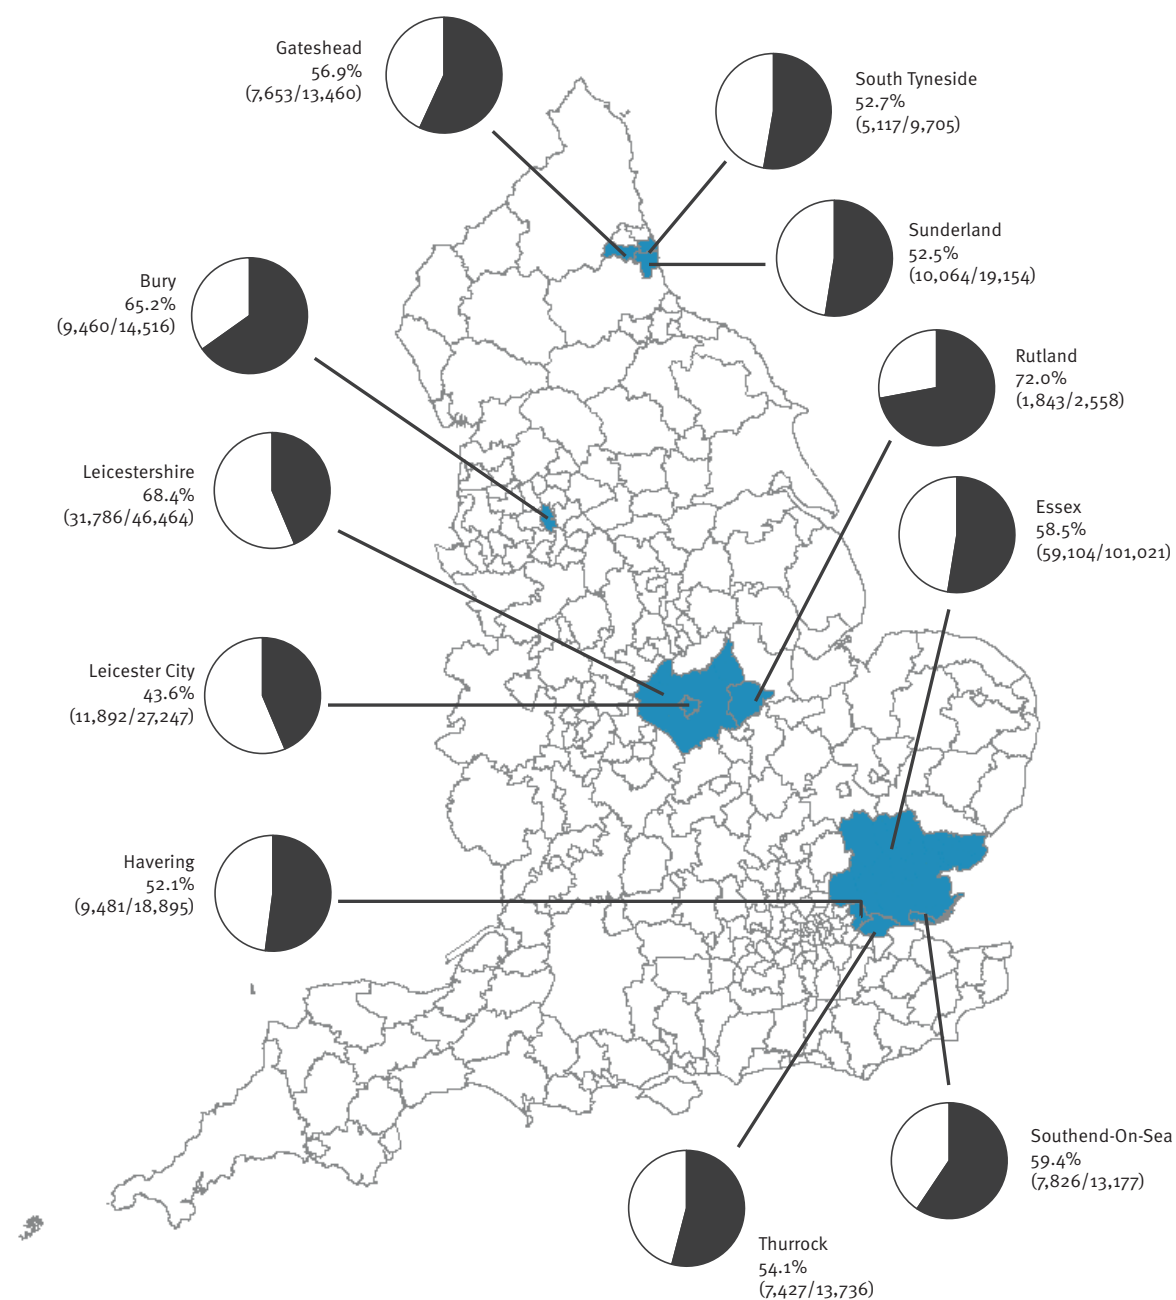 Gateshead
56.9%
(7,653/13,460)
South Tyneside
52.7%
(5,117/9,705)
Sunderland
52.5%
(10,064/19,154)
Bury
65.2%
(9,460/14,516)
Rutland
72.0%
(1,843/2,558)
Leicestershire
68.4%
(31,786/46,464)
Essex
58.5%
(59,104/101,021)
Leicester City
43.6%
(11,892/27,247)
Havering
52.1%
(9,481/18,895)
Southend-On-Sea
59.4%
(7,826/13,177)
Thurrock
54.1%
(7,427/13,736)